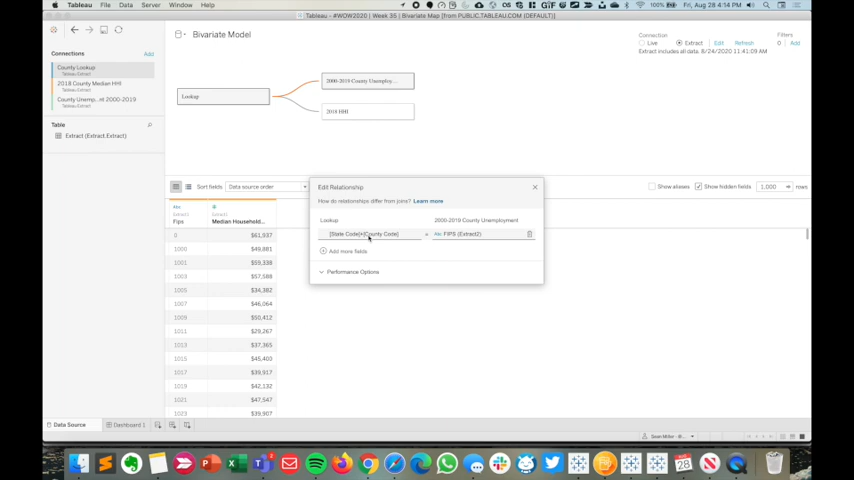 Tableau File Data Server Window Help
100% Fri, Aug 28 4:14 PM
Tableau - #WOW2020 | Week 35 | Bivariate Map [from PUBLIC.TABLEAU.COM (DEFAULT)]
Bivariate Model
Connection
Live Extract Edit Refresh
Extract includes all data. 8/24/2020 11:41:09 AM
Filters
0 Add
Connections Add
County Lookup
Tableau Extract
2018 County Median HHI
Tableau Extract
County Unemp...nt 2000-2019
Tableau Extract
Table
Extract (Extract.Extract)
Lookup
2000-2019 County Unemploy...
2018 HHI
Sort fields Data source order
Show aliases Show hidden fields 1,000 rows
Edit Relationship
How do relationships differ from joins? Learn more
Lookup 2000-2019 County Unemployment
[State Code]+[County Code] Abc FIPS (Extract2)
Add more fields
Performance Options
Abc
Extract
Fips
Extract
Median Household...
0 $61,937
1000 $49,881
1001 $59,338
1003 $57,588
1005 $34,382
1007 $46,064
1009 $50,412
1011 $29,267
1013 $37,365
1015 $45,400
1017 $39,917
1019 $42,132
1021 $47,547
1023 $39,907
Data Source Dashboard 1
Sean Miller - @...
28